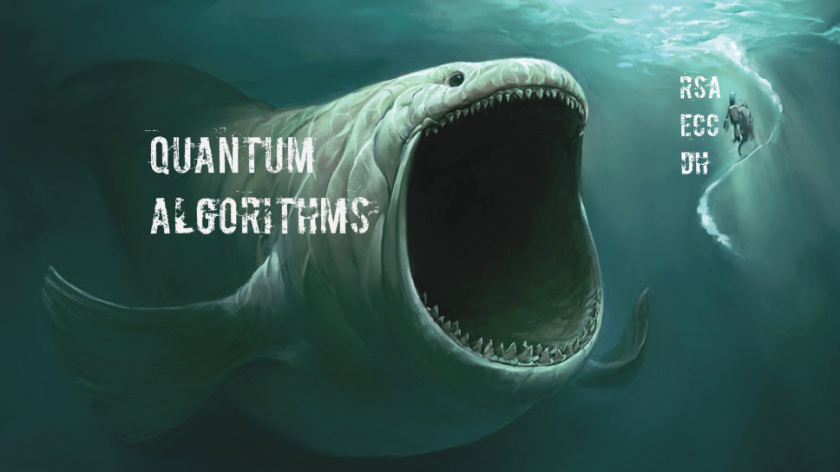 QUANTUM
ALGORITHMS
RSA
ECC
DH